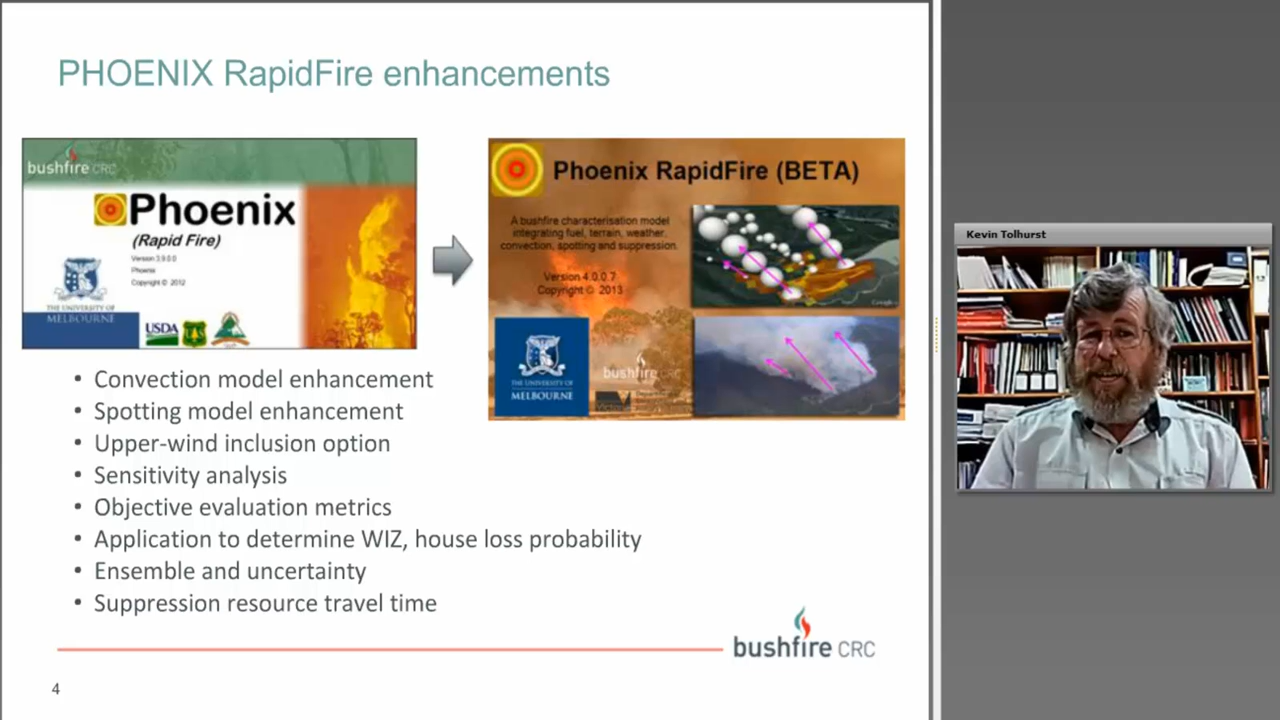 PHOENIX RapidFire enhancements
bushfire CRC
Phoenix
(Rapid Fire)
Version 3.9.0.0
Phoenix
Copyright © 2012
THE UNIVERSITY OF
MELBOURNE
USDA
Phoenix RapidFire (BETA)
A bushfire characterisation model
integrating fuel, terrain, weather,
convection, spotting and suppression.
Version 4.0.0.7
Copyright © 2013
THE UNIVERSITY OF
MELBOURNE
bushfire CRC
Google
Kevin Tolhurst
• Convection model enhancement
• Spotting model enhancement
• Upper-wind inclusion option
• Sensitivity analysis
• Objective evaluation metrics
• Application to determine WIZ, house loss probability
• Ensemble and uncertainty
• Suppression resource travel time
bushfire CRC
4